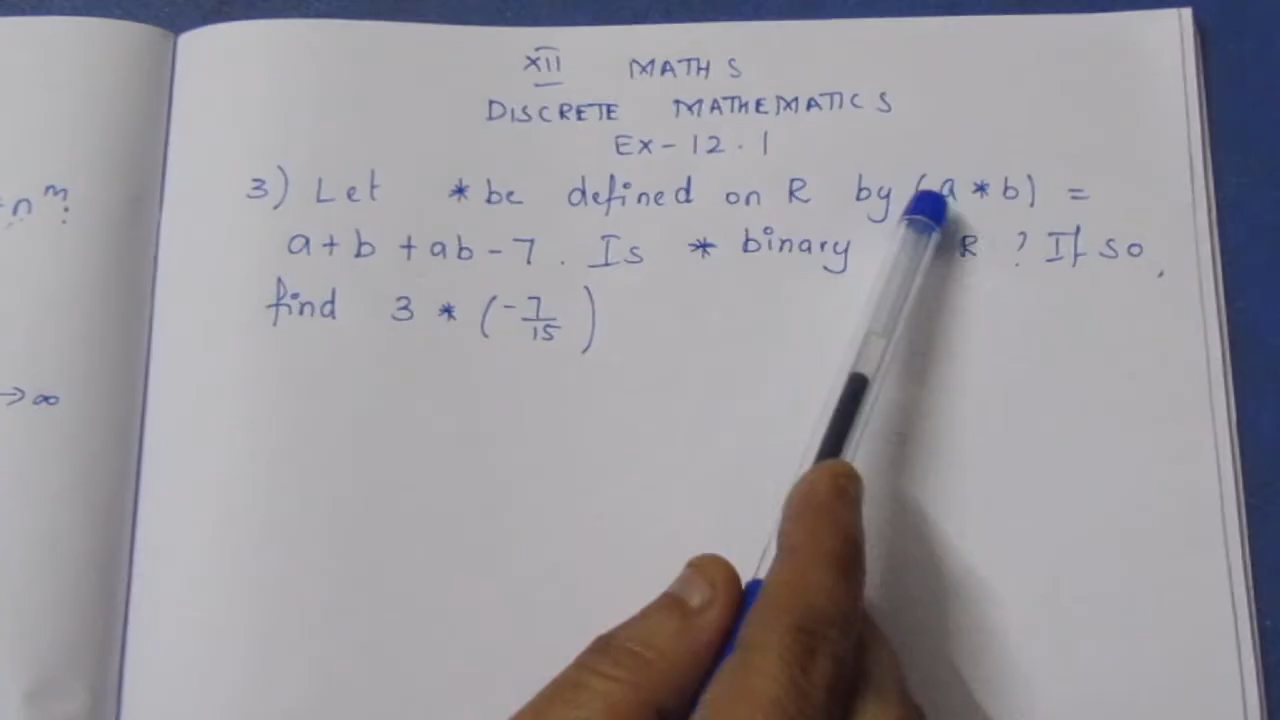 nᵐ
→ ∞
XII MATHS
DISCRETE MATHEMATICS
Ex-12.1
3) Let * be defined on R by (a * b) =
a+b +ab-7. Is * binary R ? If so,
find 3 * (-7/15)